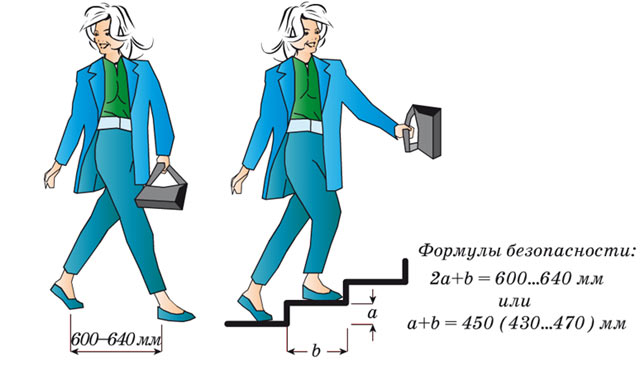 600–640 мм
a
b
Формулы безопасности:
2a+b = 600...640 мм
или
a+b = 450 (430...470) мм